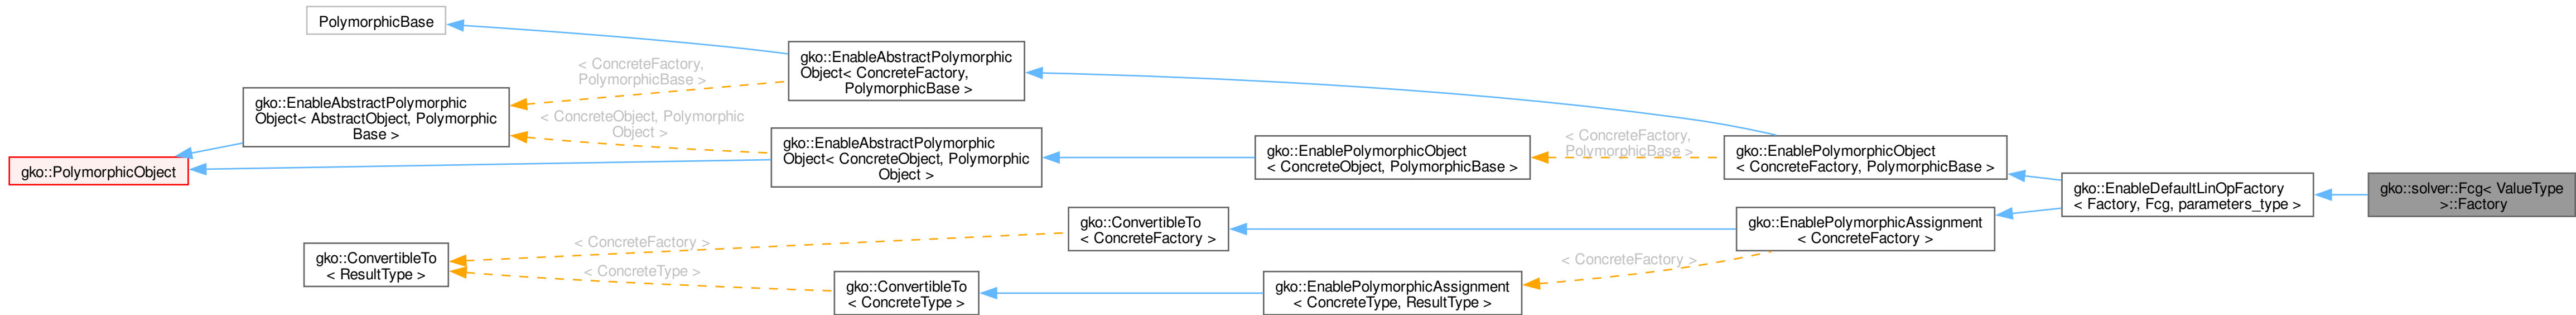 PolymorphicBase
gko::EnableAbstractPolymorphic
Object< ConcreteFactory,
PolymorphicBase >
< ConcreteFactory,
PolymorphicBase >
gko::EnableAbstractPolymorphic
Object< AbstractObject, Polymorphic
Base >
< ConcreteObject, Polymorphic
Object >
gko::EnableAbstractPolymorphic
Object< ConcreteObject, Polymorphic
Object >
gko::PolymorphicObject
gko::EnablePolymorphicObject
< ConcreteObject, PolymorphicBase >
< ConcreteFactory,
PolymorphicBase >
gko::EnablePolymorphicObject
< ConcreteFactory, PolymorphicBase >
gko::EnableDefaultLinOpFactory
< Factory, Fcg, parameters_type >
gko::solver::Fcg< ValueType
>::Factory
gko::ConvertibleTo
< ConcreteFactory >
gko::EnablePolymorphicAssignment
< ConcreteFactory >
< ConcreteFactory >
gko::ConvertibleTo
< ResultType >
< ConcreteType >
gko::ConvertibleTo
< ConcreteType >
gko::EnablePolymorphicAssignment
< ConcreteType, ResultType >
< ConcreteFactory >